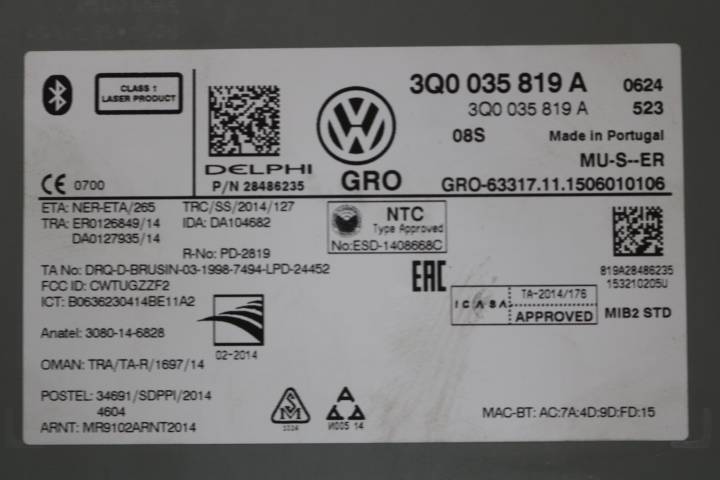 CLASS 1
LASER PRODUCT
DELPHI
P/N 28486235
GRO
3Q0 035 819 A 0624
3Q0 035 819 A 523
08S Made in Portugal
MU-S--ER
GRO-63317.11.1506010106
CE 0700
ETA: NER-ETA/265 TRC/SS/2014/127
TRA: ER0126849/14 IDA: DA104682
DA0127935/14
R-No: PD-2819
TA No: DRQ-D-BRUSIN-03-1998-7494-LPD-24452
FCC ID: CWTUGZZF2
ICT: B0636230414BE11A2
NTC
Type Approved
No:ESD-1408668C
EAC
819A28486235
153210205U
ICASA TA-2014/176
APPROVED
MIB2 STD
Anatel: 3080-14-6828
02-2014
OMAN: TRA/TA-R/1697/14
POSTEL: 34691/SDPPI/2014
4604
ARNT: MR9102ARNT2014
И005 14
MAC-BT: AC:7A:4D:9D:FD:15